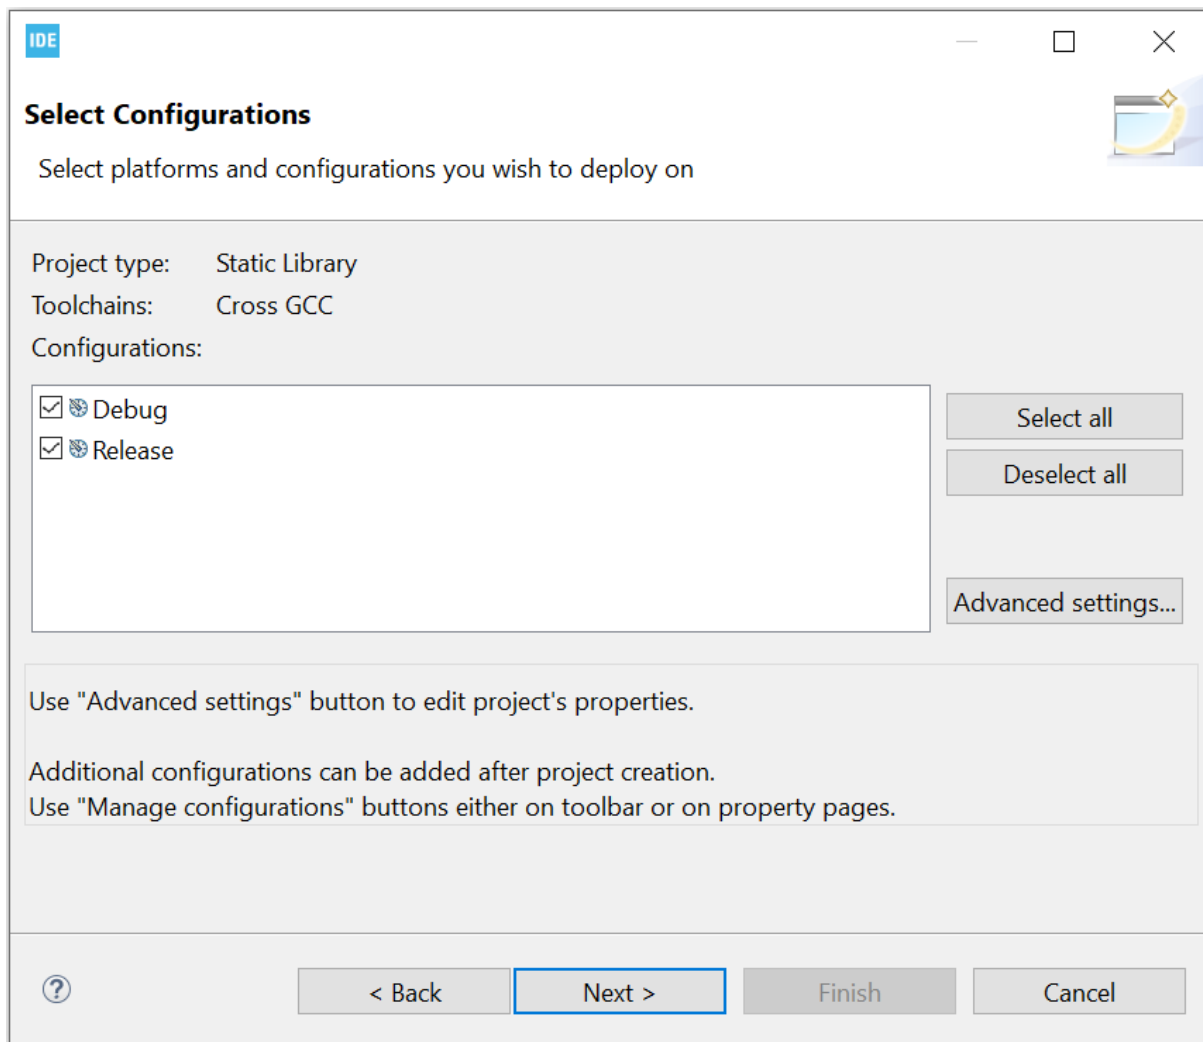 IDE
Select Configurations
Select platforms and configurations you wish to deploy on
Project type: Static Library
Toolchains: Cross GCC
Configurations:
Debug
Release
Select all
Deselect all
Advanced settings...
Use "Advanced settings" button to edit project's properties.
Additional configurations can be added after project creation.
Use "Manage configurations" buttons either on toolbar or on property pages.
?
< Back
Next >
Finish
Cancel